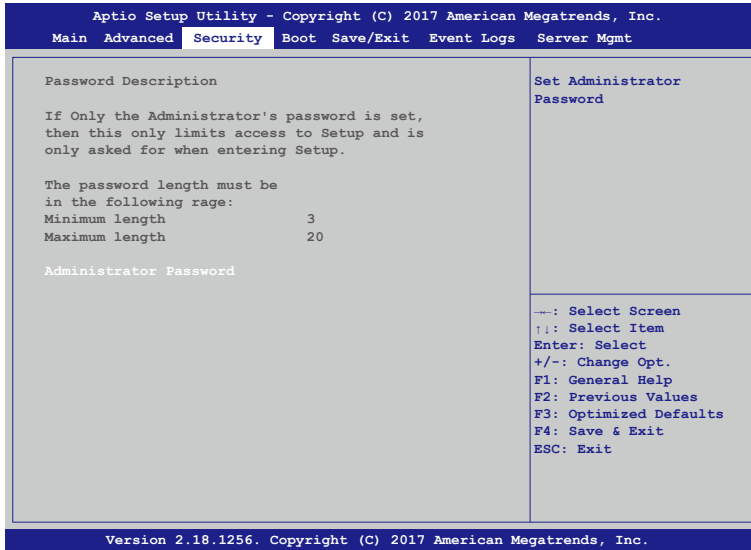 Aptio Setup Utility - Copyright (C) 2017 American Megatrends, Inc.
Main Advanced Security Boot Save/Exit Event Logs Server Mgmt
Password Description
If Only the Administrator's password is set,
then this only limits access to Setup and is
only asked for when entering Setup.
The password length must be
in the following rage:
Minimum length 3
Maximum length 20
Administrator Password
Set Administrator
Password
→←: Select Screen
↑↓: Select Item
Enter: Select
+/-: Change Opt.
F1: General Help
F2: Previous Values
F3: Optimized Defaults
F4: Save & Exit
ESC: Exit
Version 2.18.1256. Copyright (C) 2017 American Megatrends, Inc.